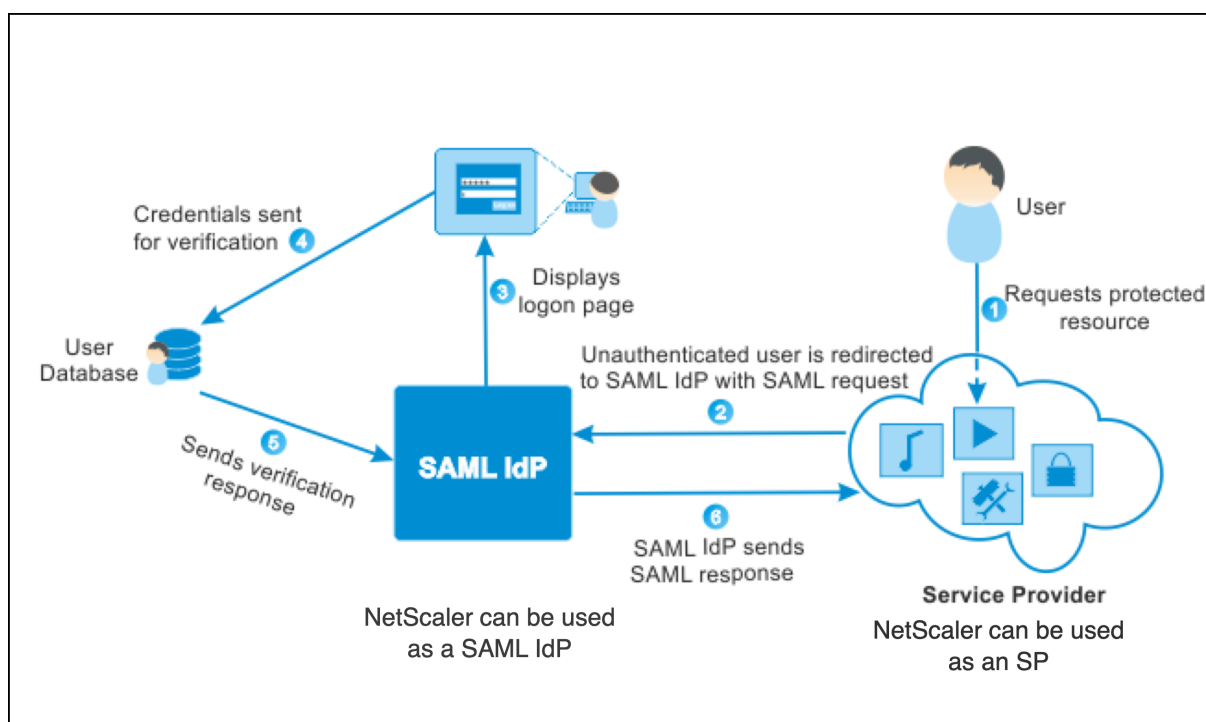 User
1
Requests protected
resource
Unauthenticated user is redirected
to SAML IdP with SAML request
2
3
Displays
logon page
Credentials sent
for verification
4
User
Database
5
Sends verification
response
SAML IdP
6
SAML IdP sends
SAML response
NetScaler can be used
as a SAML IdP
Service Provider
NetScaler can be used
as an SP